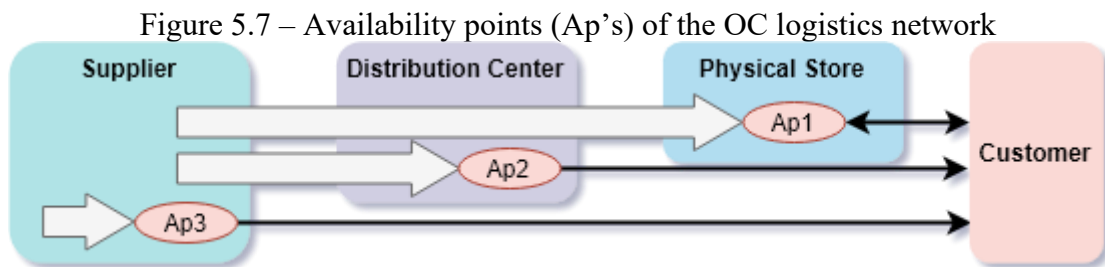 Figure 5.7 – Availability points (Ap’s) of the OC logistics network
Supplier
Distribution Center
Physical Store
Ap1
Customer
Ap2
Ap3